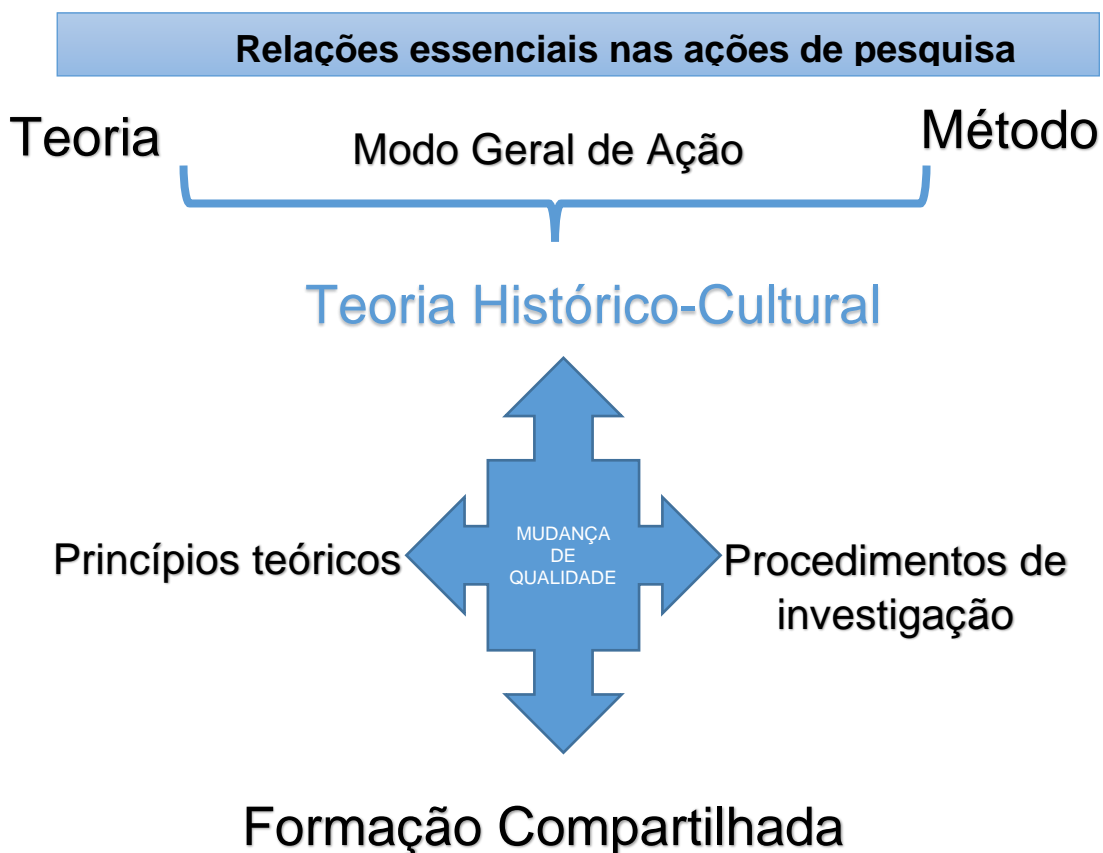 Relações essenciais nas ações de pesquisa
Teoria
Modo Geral de Ação
Método
Teoria Histórico-Cultural
MUDANÇA
DE
QUALIDADE
Princípios teóricos
Procedimentos de
investigação
Formação Compartilhada